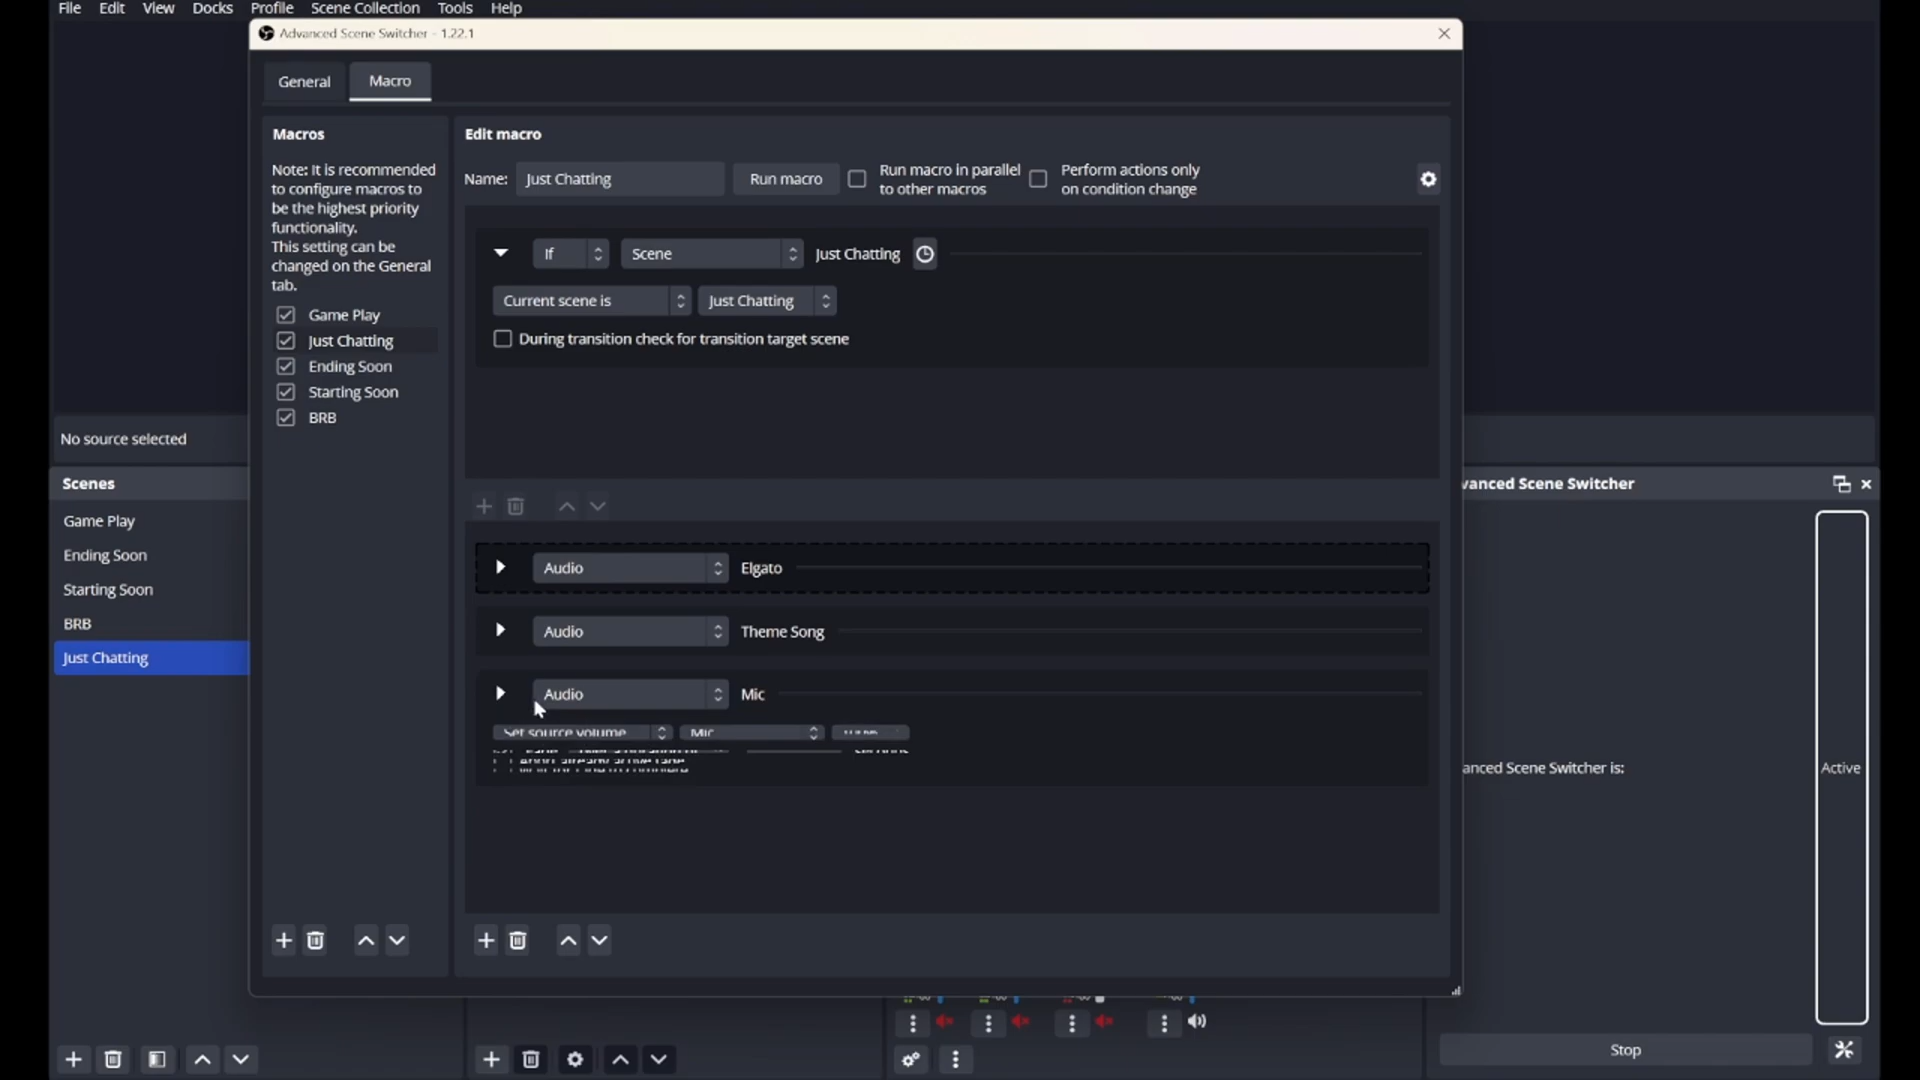 File Edit View Docks Profile Scene Collection Tools Help
Advanced Scene Switcher - 1.22.1
General Macro
Macros
Note: It is recommended
to configure macros to
be the highest priority
functionality.
This setting can be
changed on the General
tab.
Game Play
Just Chatting
Ending Soon
Starting Soon
BRB
Edit macro
Name: Just Chatting Run macro
Run macro in parallel
to other macros
Perform actions only
on condition change
If Scene Just Chatting
Current scene is Just Chatting
During transition check for transition target scene
Audio Elgato
Audio Theme Song
Audio Mic
Set source volume Mic
No source selected
Scenes
Game Play
Ending Soon
Starting Soon
BRB
Just Chatting
vanced Scene Switcher
anced Scene Switcher is:
Active
Stop